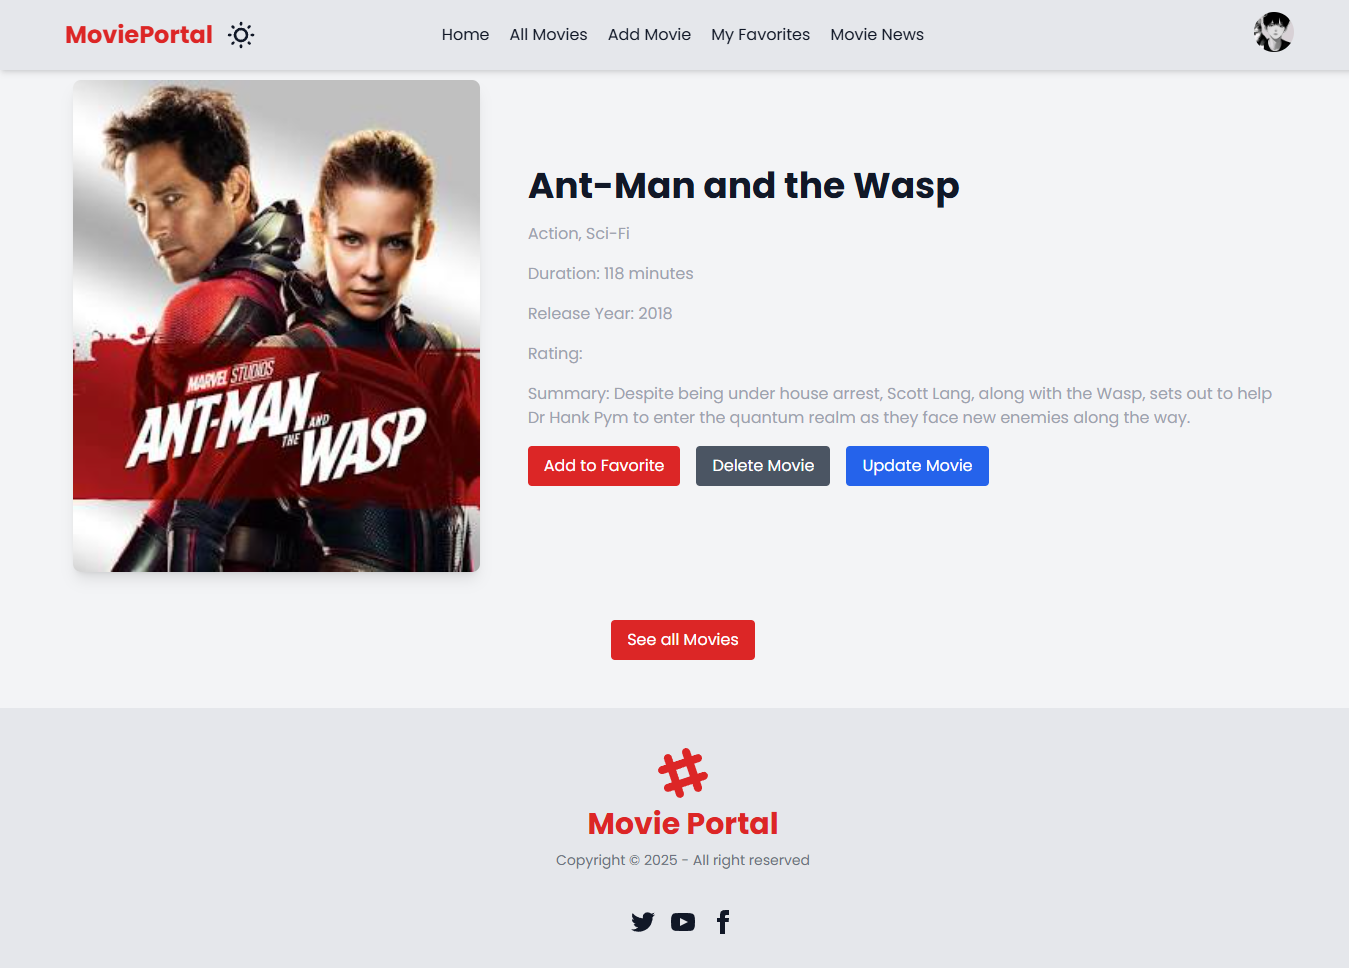 MoviePortal
Home
All Movies
Add Movie
My Favorites
Movie News
MARVEL STUDIOS
ANT-MAN AND
THE WASP
Ant-Man and the Wasp
Action, Sci-Fi
Duration: 118 minutes
Release Year: 2018
Rating:
Summary: Despite being under house arrest, Scott Lang, along with the Wasp, sets out to help
Dr Hank Pym to enter the quantum realm as they face new enemies along the way.
Add to Favorite
Delete Movie
Update Movie
See all Movies
Movie Portal
Copyright © 2025 - All right reserved